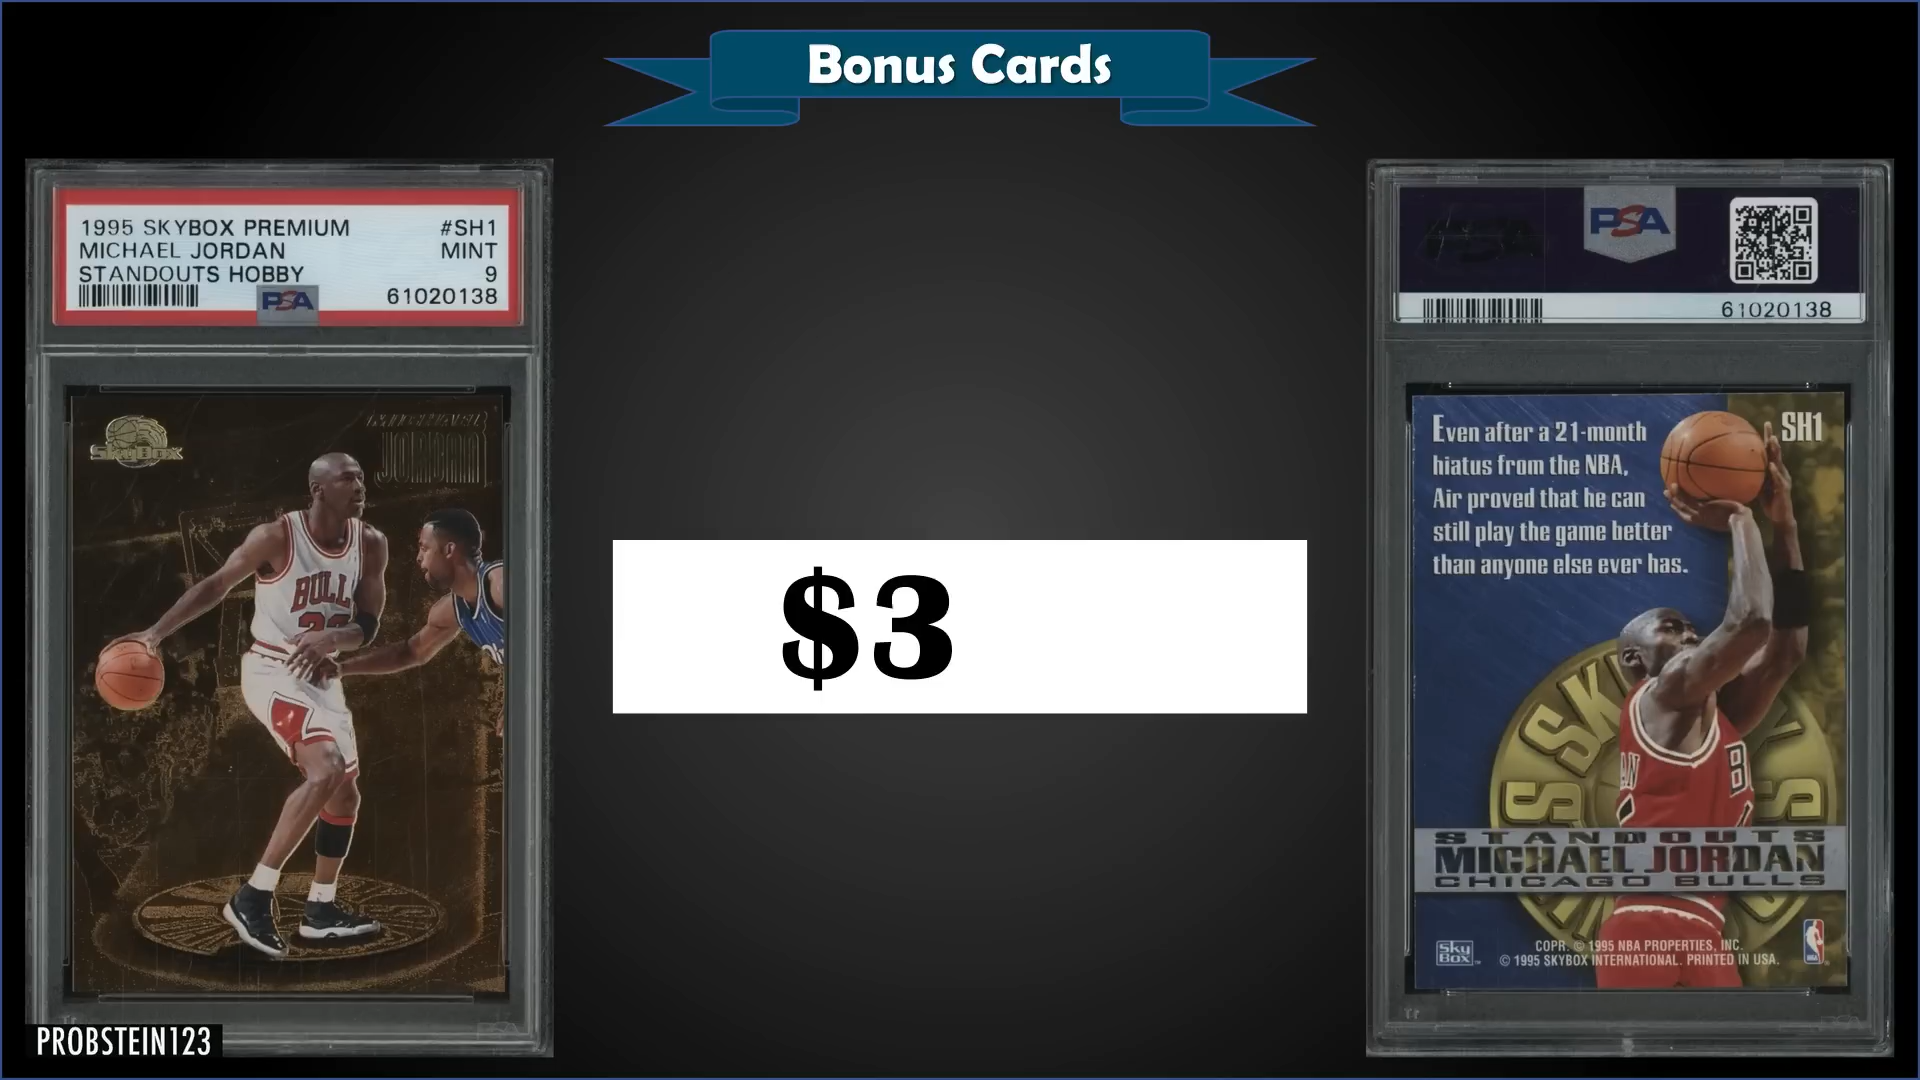 Bonus Cards
1995 SKYBOX PREMIUM #SH1
MICHAEL JORDAN MINT
STANDOUTS HOBBY 9
PSA 61020138
SKYBOX
JORDAN
BULL
23
PROBSTEIN123
$3
PSA
61020138
SH1
Even after a 21-month
hiatus from the NBA,
Air proved that he can
still play the game better
than anyone else ever has.
STANDOUTS
MICHAEL JORDAN
CHICAGO BULLS
SkyBox
COPR. © 1995 NBA PROPERTIES, INC.
© 1995 SKYBOX INTERNATIONAL. PRINTED IN USA.